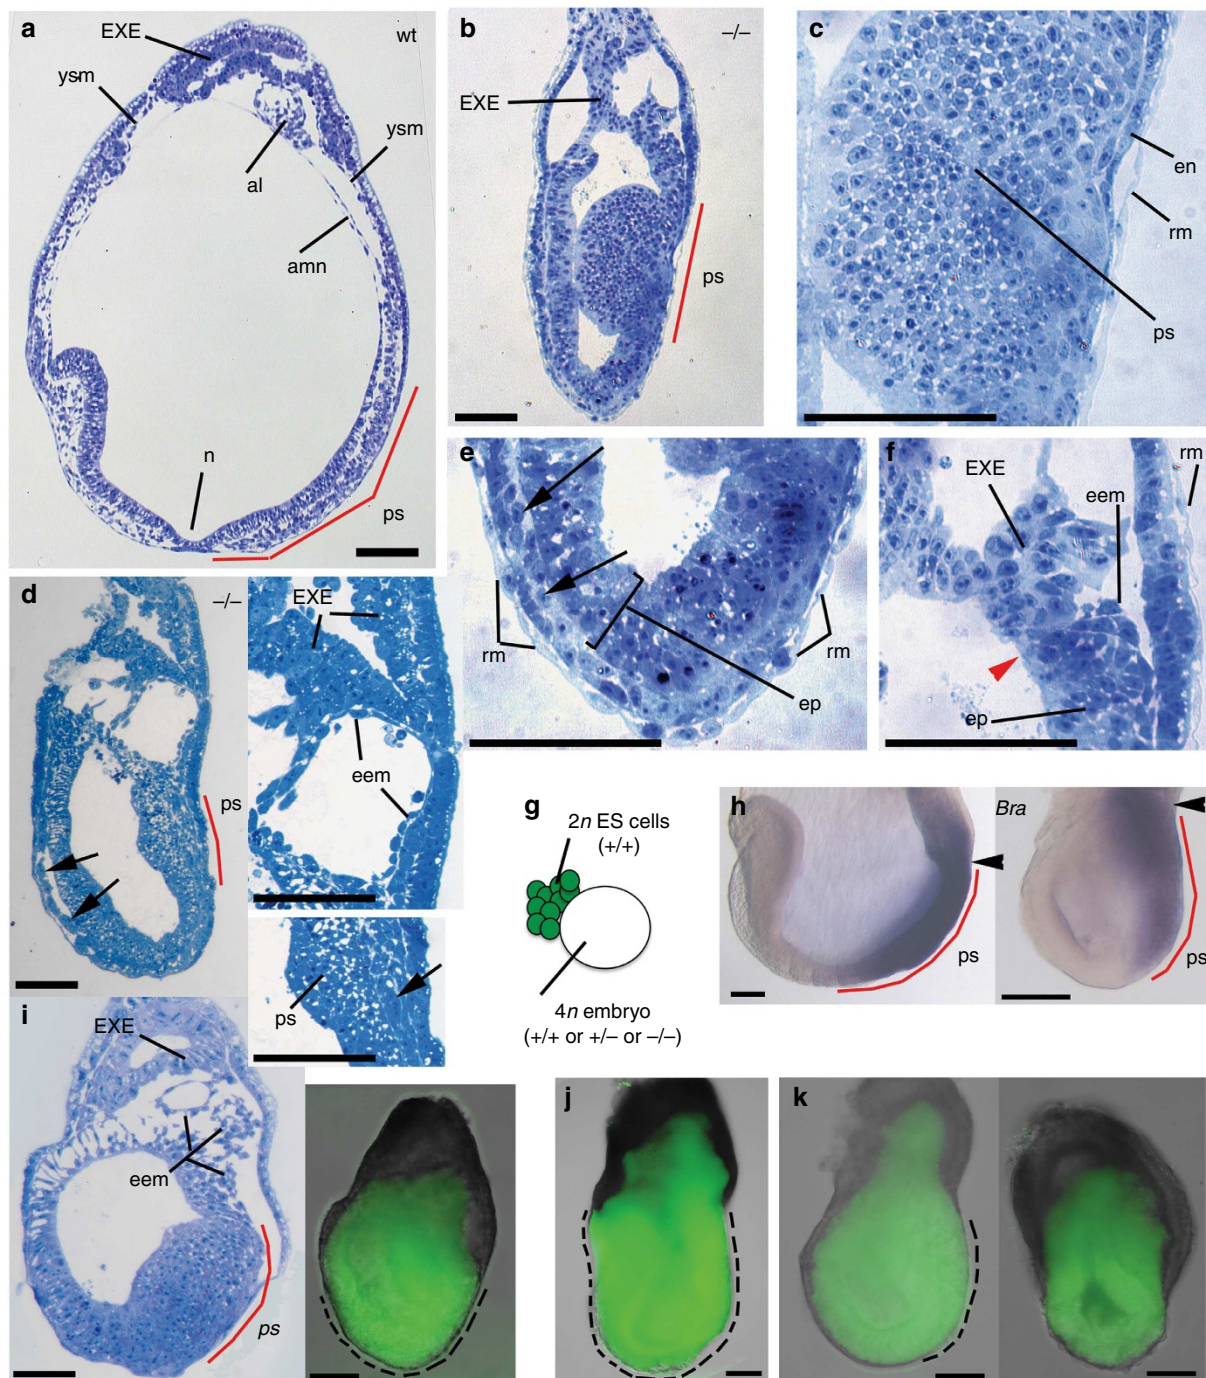 a
wt
EXE
ysm
ysm
al
amn
n
ps
b
–/–
EXE
ps
c
en
rm
ps
d
–/–
ps
EXE
eem
ps
e
rm
rm
ep
f
EXE
rm
eem
ep
g
2n ES cells
(+/+)
4n embryo
(+/+ or +/– or –/–)
h
Bra
ps
ps
i
EXE
eem
ps
j
k